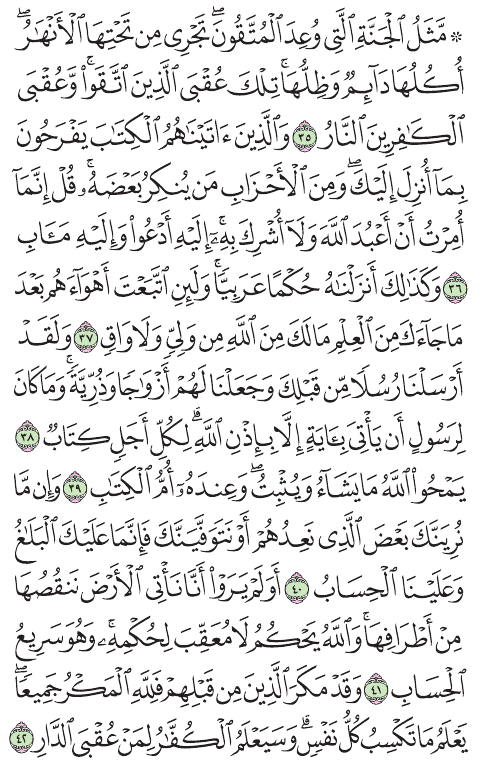 ۞ مَّثَلُ ٱلۡجَنَّةِ ٱلَّتِي وُعِدَ ٱلۡمُتَّقُونَۖ تَجۡرِي مِن تَحۡتِهَا ٱلۡأَنۡهَٰرُۖ
أُكُلُهَا دَآئِمٞ وَظِلُّهَاۚ تِلۡكَ عُقۡبَى ٱلَّذِينَ ٱتَّقَواْۚ وَّعُقۡبَى
ٱلۡكَٰفِرِينَ ٱلنَّارُ ٣٥ وَٱلَّذِينَ ءَاتَيۡنَٰهُمُ ٱلۡكِتَٰبَ يَفۡرَحُونَ
بِمَآ أُنزِلَ إِلَيۡكَۖ وَمِنَ ٱلۡأَحۡزَابِ مَن يُنكِرُ بَعۡضَهُۥۚ قُلۡ إِنَّمَآ
أُمِرۡتُ أَنۡ أَعۡبُدَ ٱللَّهَ وَلَآ أُشۡرِكَ بِهِۦٓۚ إِلَيۡهِ أَدۡعُواْ وَإِلَيۡهِ مَـَٔابِ
٣٦ وَكَذَٰلِكَ أَنزَلۡنَٰهُ حُكۡمًا عَرَبِيّٗاۚ وَلَئِنِ ٱتَّبَعۡتَ أَهۡوَآءَهُم بَعۡدَ
مَا جَآءَكَ مِنَ ٱلۡعِلۡمِ مَا لَكَ مِنَ ٱللَّهِ مِن وَلِيّٖ وَلَا وَاقٖ ٣٧ وَلَقَدۡ
أَرۡسَلۡنَا رُسُلٗا مِّن قَبۡلِكَ وَجَعَلۡنَا لَهُمۡ أَزۡوَٰجٗا وَذُرِّيَّةٗۚ وَمَا كَانَ
لِرَسُولٍ أَن يَأۡتِيَ بِـَٔايَةٍ إِلَّا بِإِذۡنِ ٱللَّهِۗ لِكُلِّ أَجَلٖ كِتَابٞ ٣٨
يَمۡحُواْ ٱللَّهُ مَا يَشَآءُ وَيُثۡبِتُۖ وَعِندَهُۥٓ أُمُّ ٱلۡكِتَٰبِ ٣٩ وَإِن مَّا
نُرِيَنَّكَ بَعۡضَ ٱلَّذِي نَعِدُهُمۡ أَوۡ نَتَوَفَّيَنَّكَ فَإِنَّمَا عَلَيۡكَ ٱلۡبَلَٰغُ
وَعَلَيۡنَا ٱلۡحِسَابُ ٤٠ أَوَلَمۡ يَرَوۡاْ أَنَّا نَأۡتِي ٱلۡأَرۡضَ نَنقُصُهَا
مِنۡ أَطۡرَافِهَاۚ وَٱللَّهُ يَحۡكُمُ لَا مُعَقِّبَ لِحُكۡمِهِۦۚ وَهُوَ سَرِيعُ
ٱلۡحِسَابِ ٤١ وَقَدۡ مَكَرَ ٱلَّذِينَ مِن قَبۡلِهِمۡ فَلِلَّهِ ٱلۡمَكۡرُ جَمِيعٗاۖ
يَعۡلَمُ مَا تَكۡسِبُ كُلُّ نَفۡسٖۗ وَسَيَعۡلَمُ ٱلۡكُفَّٰرُ لِمَنۡ عُقۡبَى ٱلدَّارِ ٤٢